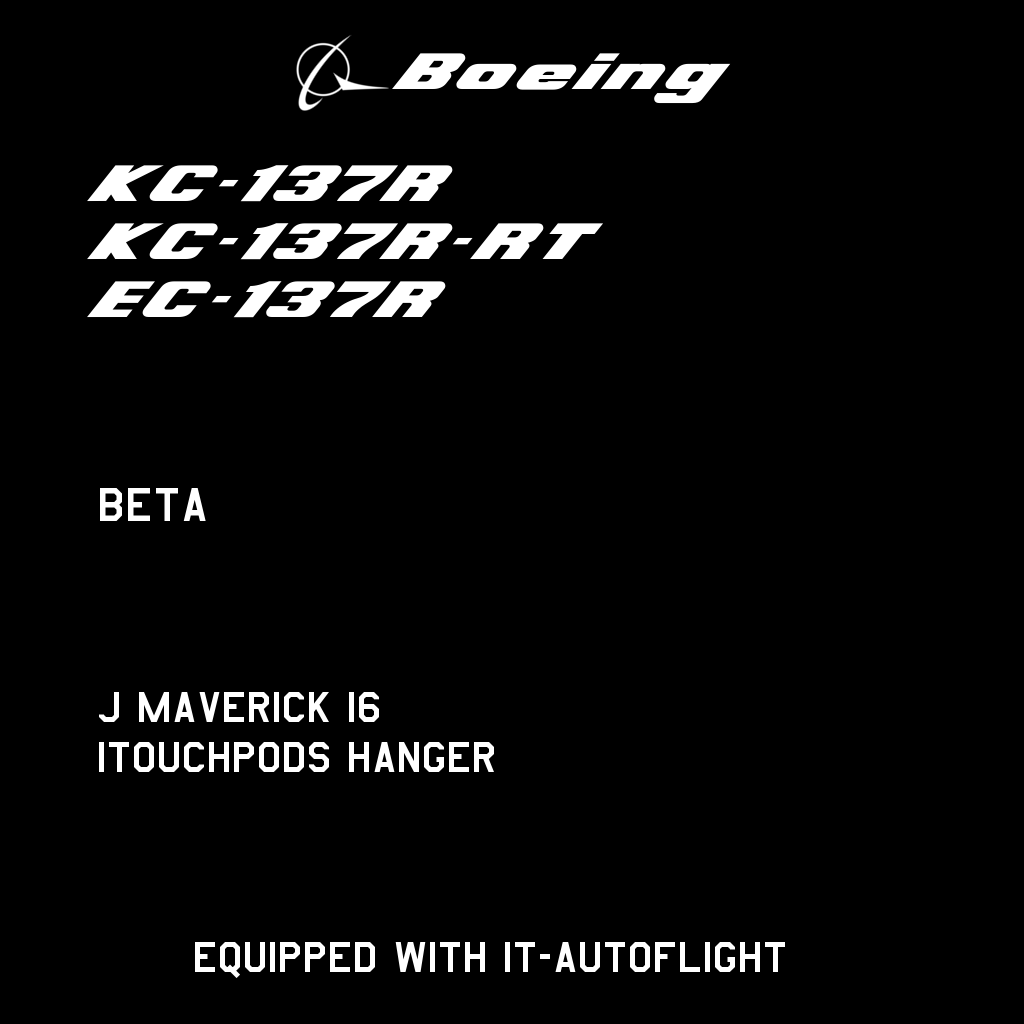 Boeing
KC-137R
KC-137R-RT
EC-137R
BETA
J MAVERICK 16
ITOUCHPODS HANGER
EQUIPPED WITH IT-AUTOFLIGHT